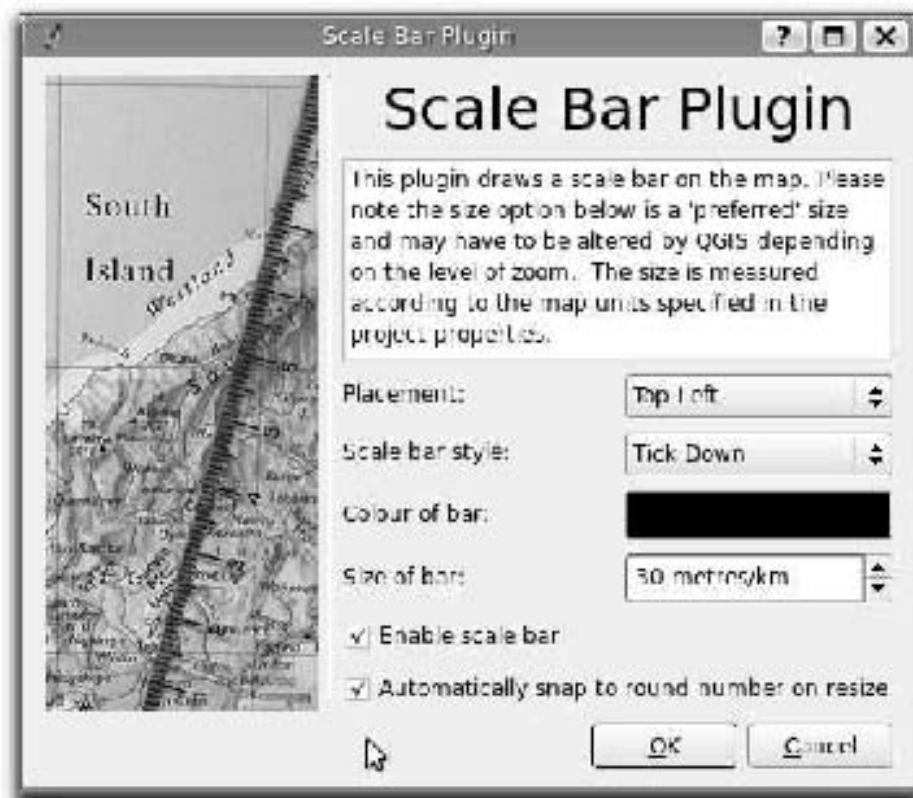 Scale Bar Plugin
Scale Bar Plugin
This plugin draws a scale bar on the map. Please
note the size option below is a 'preferred' size
and may have to be altered by QGIS depending
on the level of zoom. The size is measured
according to the map units specified in the
project properties.
South
Island
Westland
Placement:
Top Left
Scale bar style:
Tick Down
Colour of bar:
Size of bar:
30 metres/km
Enable scale bar
Automatically snap to round number on resize
OK
Cancel